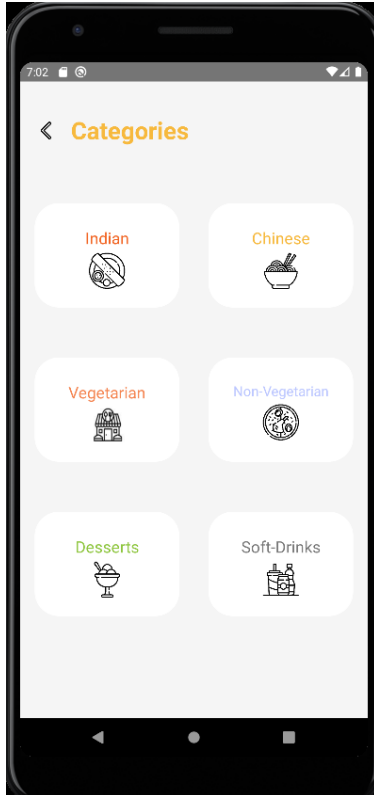 7:02
Categories
Indian
Chinese
Vegetarian
Non-Vegetarian
Desserts
Soft-Drinks